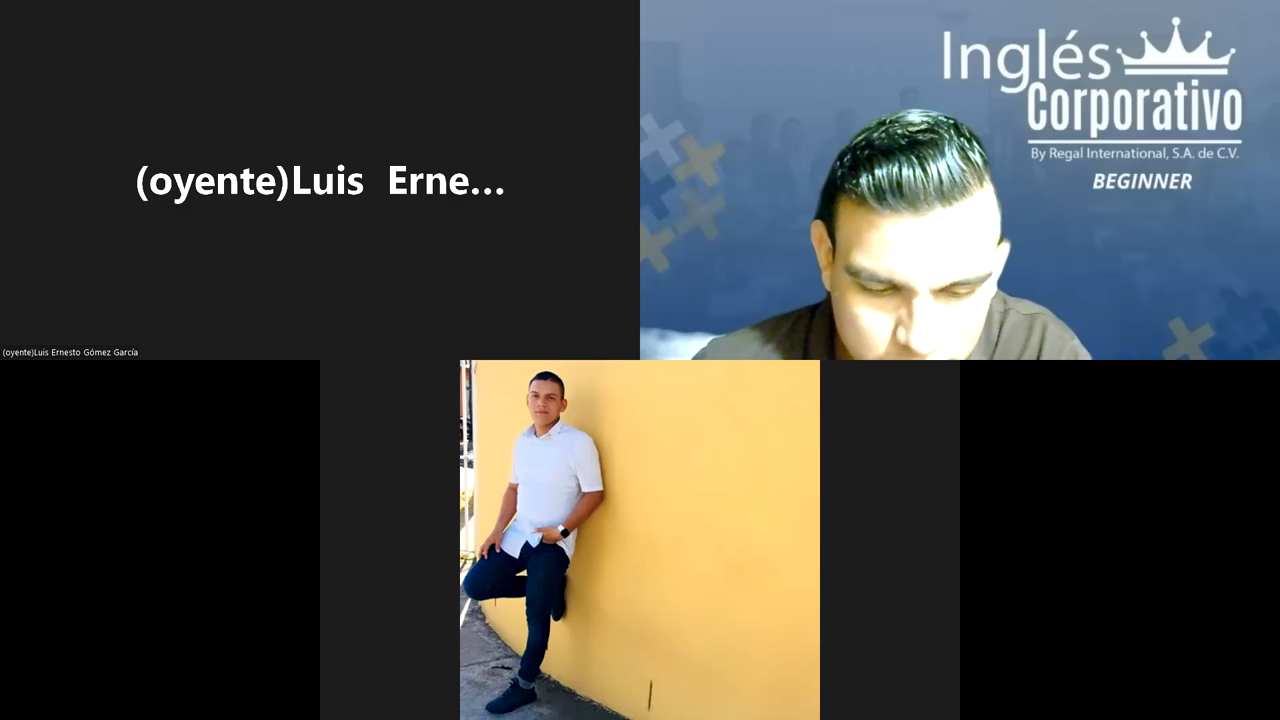 (oyente)Luis Erne...
(oyente)Luis Ernesto Gómez García
Inglés
Corporativo
By Regal International, S.A. de C.V.
BEGINNER